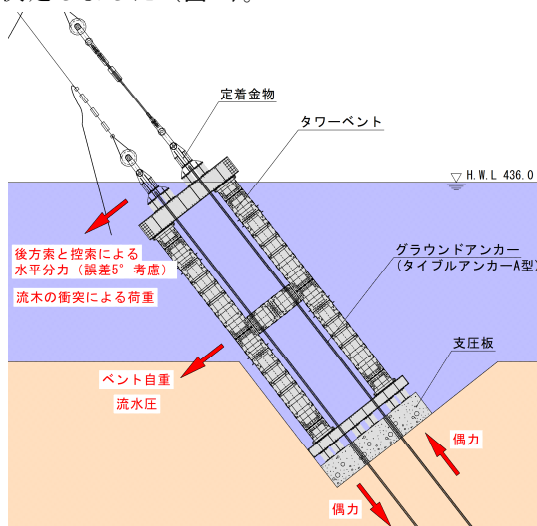 定着金物
タワーベント
H.W.L 436.0
後方索と控索による
水平分力（誤差5°考慮）
流木の衝突による荷重
グラウンドアンカー
(タイブルアンカーA型)
支圧板
ベント自重
流水圧
偶力
偶力